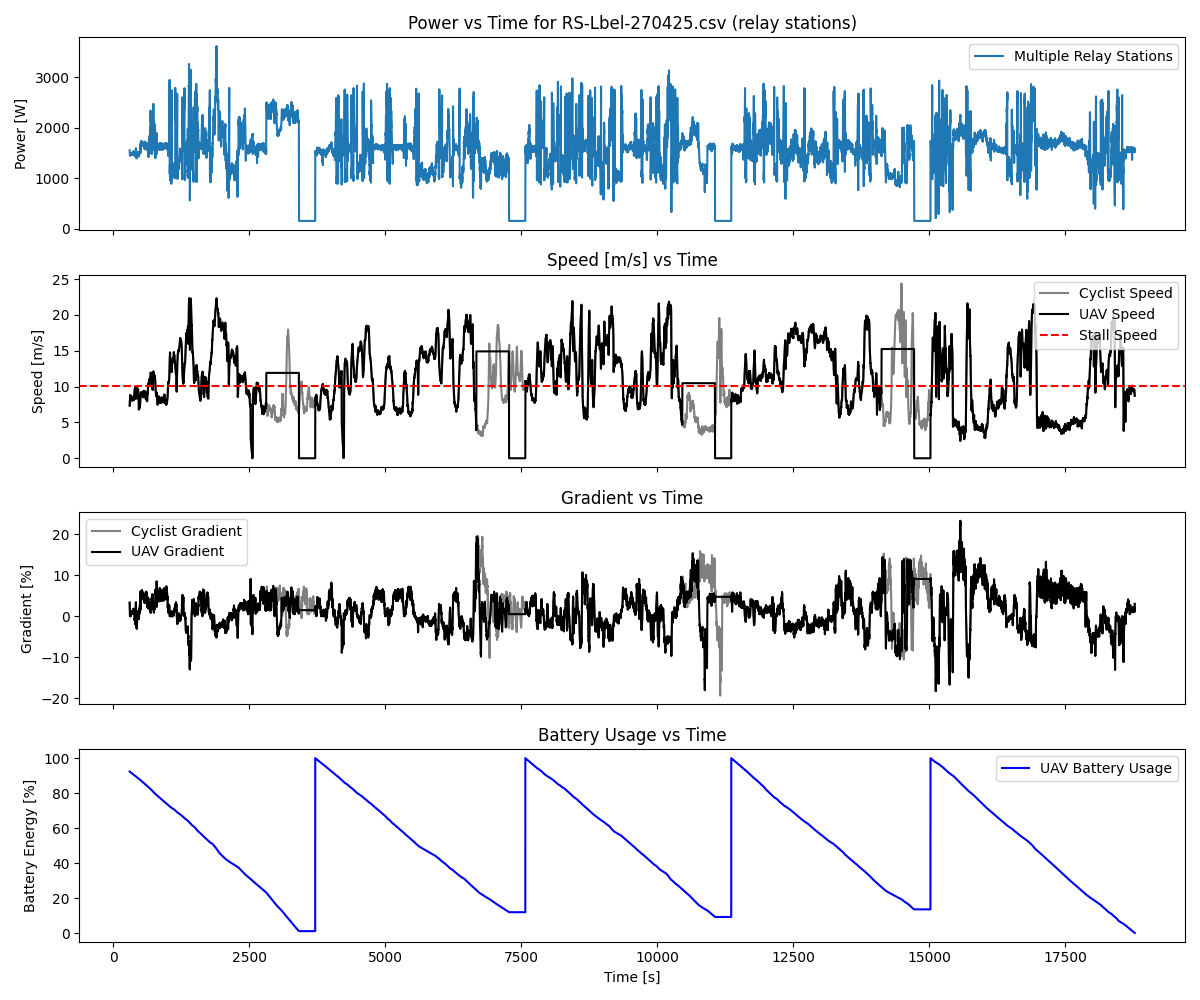 Power vs Time for RS-Lbel-270425.csv (relay stations)
Power [W]
3000
2000
1000
0
Multiple Relay Stations
Speed [m/s] vs Time
Speed [m/s]
25
20
15
10
5
0
Cyclist Speed
UAV Speed
Stall Speed
Gradient vs Time
Gradient [%]
20
10
0
−10
−20
Cyclist Gradient
UAV Gradient
Battery Usage vs Time
Battery Energy [%]
100
80
60
40
20
0
UAV Battery Usage
0 2500 5000 7500 10000 12500 15000 17500
Time [s]